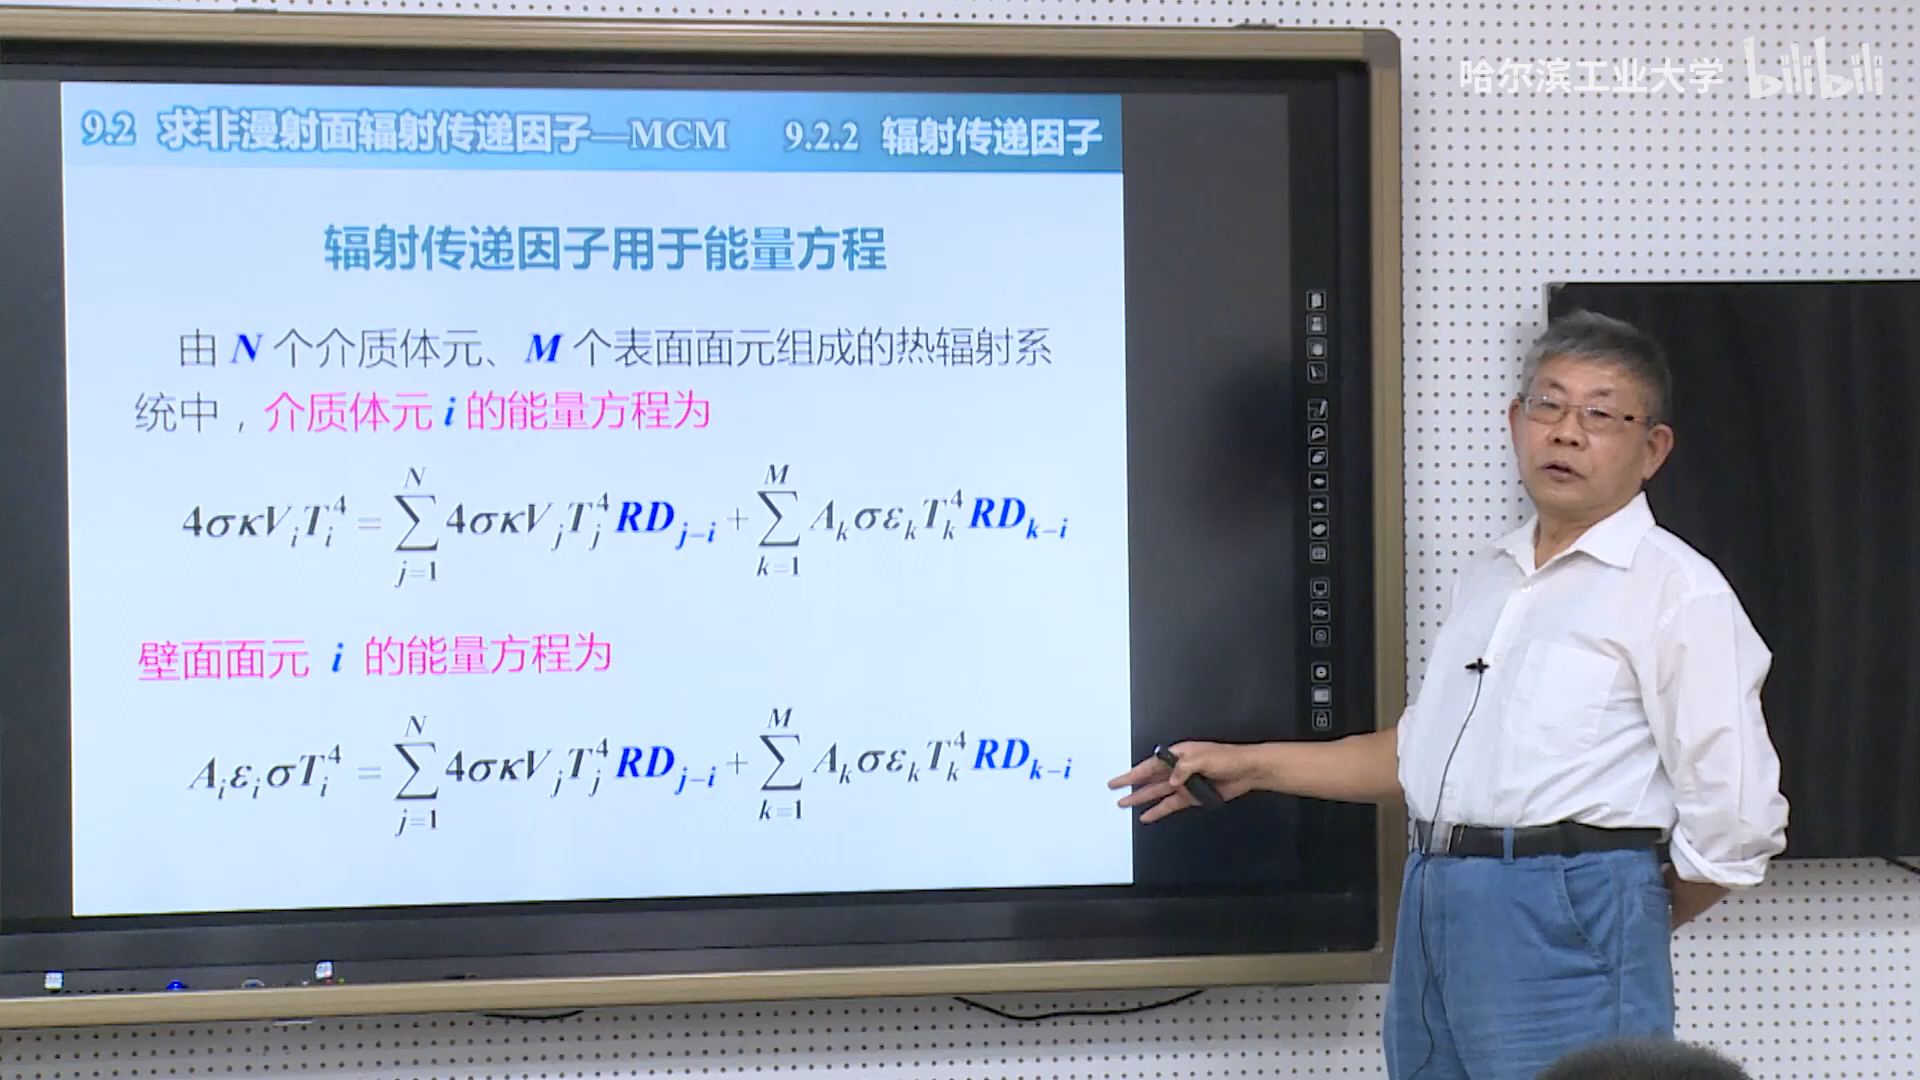 哈尔滨工业大学 bilibili
9.2 求非漫射面辐射传递因子—MCM 9.2.2 辐射传递因子
辐射传递因子用于能量方程
由 N 个介质体元、M 个表面面元组成的热辐射系
统中，介质体元 i 的能量方程为
4σκV_iT_i^4 = \sum_{j=1}^{N} 4σκV_jT_j^4 RD_{j-i} + \sum_{k=1}^{M} A_kσε_kT_k^4 RD_{k-i}
壁面面元 i 的能量方程为
A_iε_iσT_i^4 = \sum_{j=1}^{N} 4σκV_jT_j^4 RD_{j-i} + \sum_{k=1}^{M} A_kσε_kT_k^4 RD_{k-i}